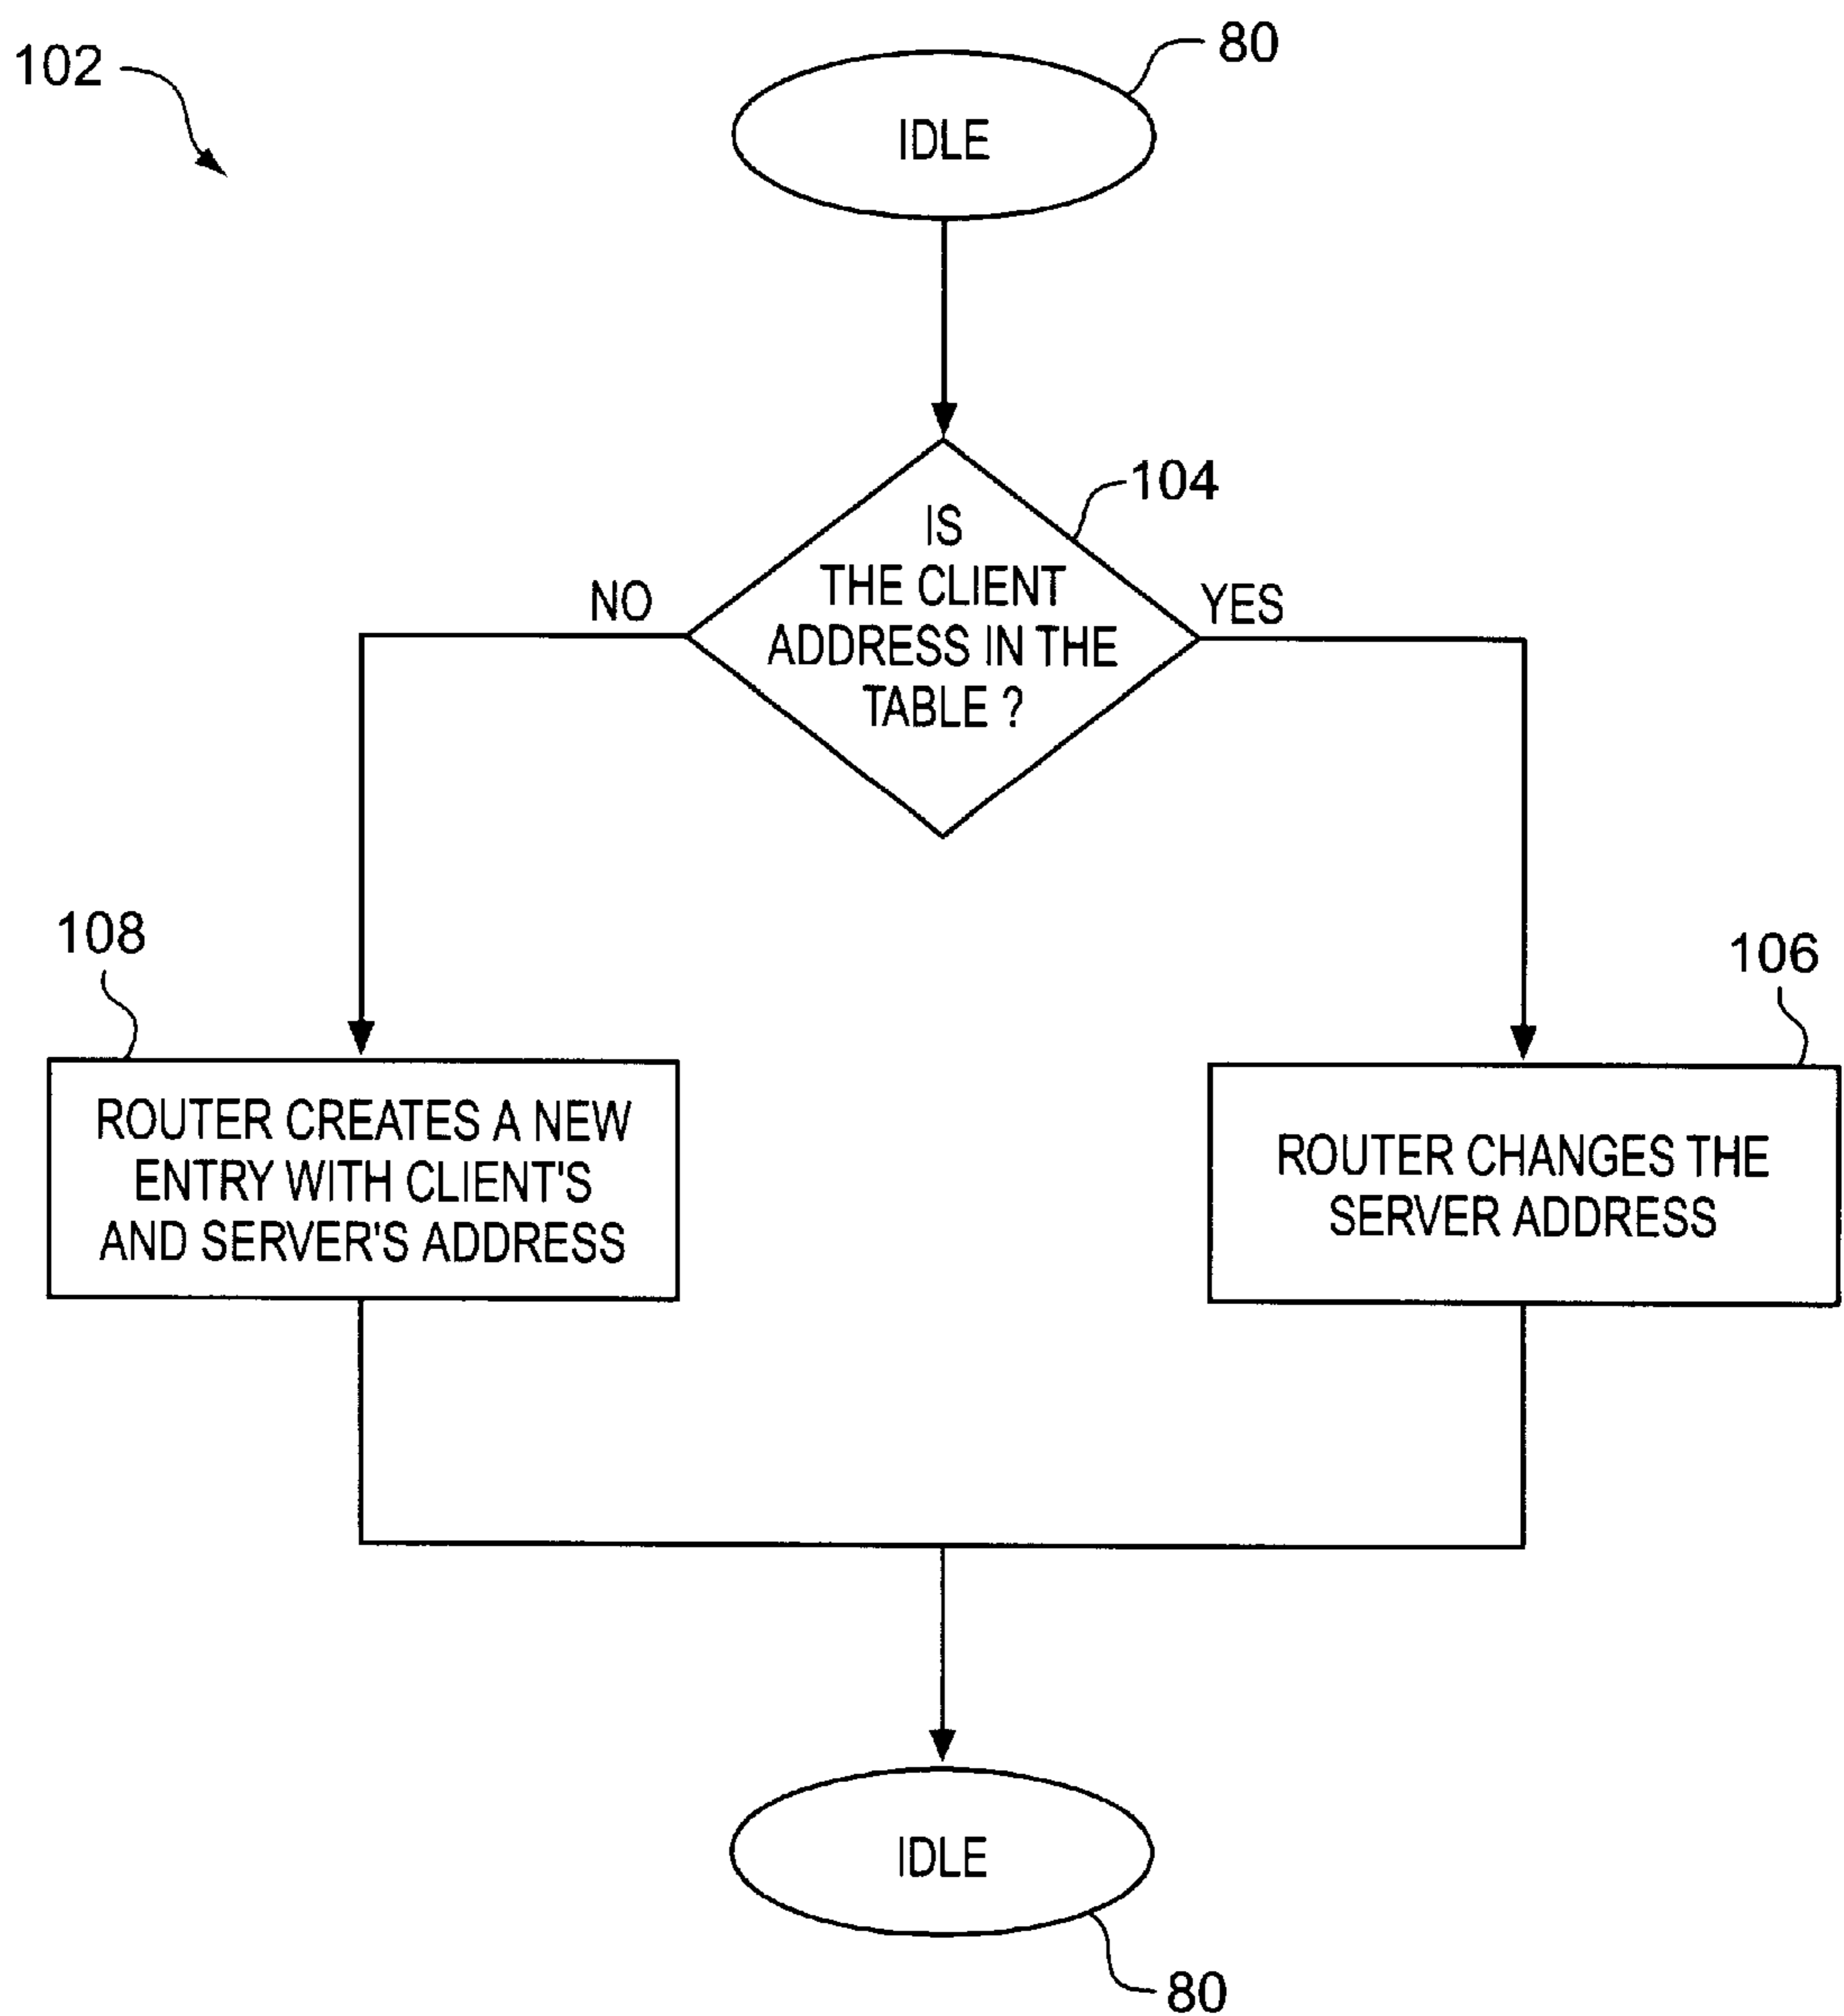 102
80
IDLE
104
IS
THE CLIENT
ADDRESS IN THE
TABLE ?
NO
YES
108
106
ROUTER CREATES A NEW
ENTRY WITH CLIENT'S
AND SERVER'S ADDRESS
ROUTER CHANGES THE
SERVER ADDRESS
IDLE
80